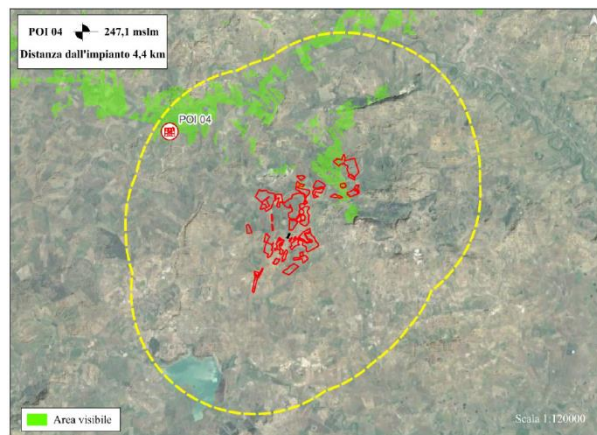 POI 04 247,1 mslm
Distanza dall'impianto 4,4 km
POI 04
Area visibile
Scala 1:120000